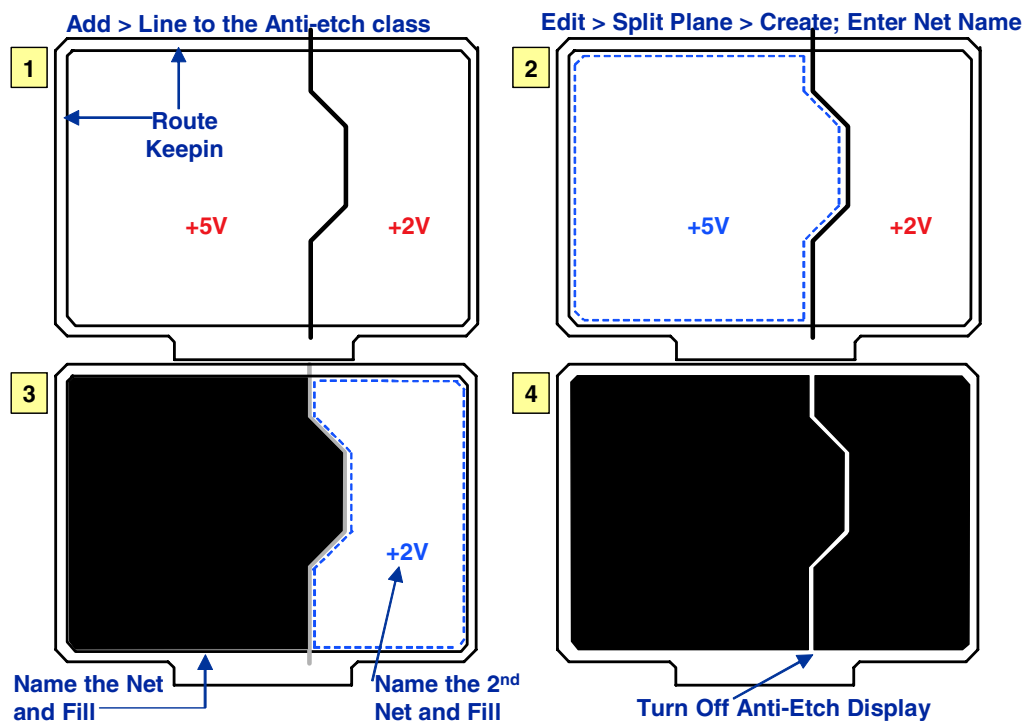 Add > Line to the Anti-etch class
Edit > Split Plane > Create; Enter Net Name
1
Route
Keepin
+5V
+2V
2
+5V
+2V
3
+2V
Name the Net
and Fill
Name the 2nd
Net and Fill
4
Turn Off Anti-Etch Display